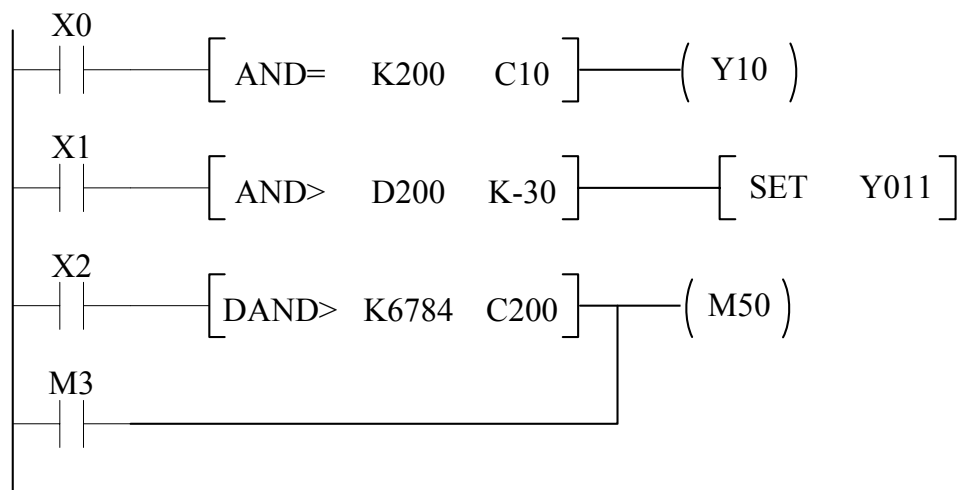 X0
AND= K200 C10 Y10
X1
AND> D200 K-30 SET Y011
X2
DAND> K6784 C200 M50
M3